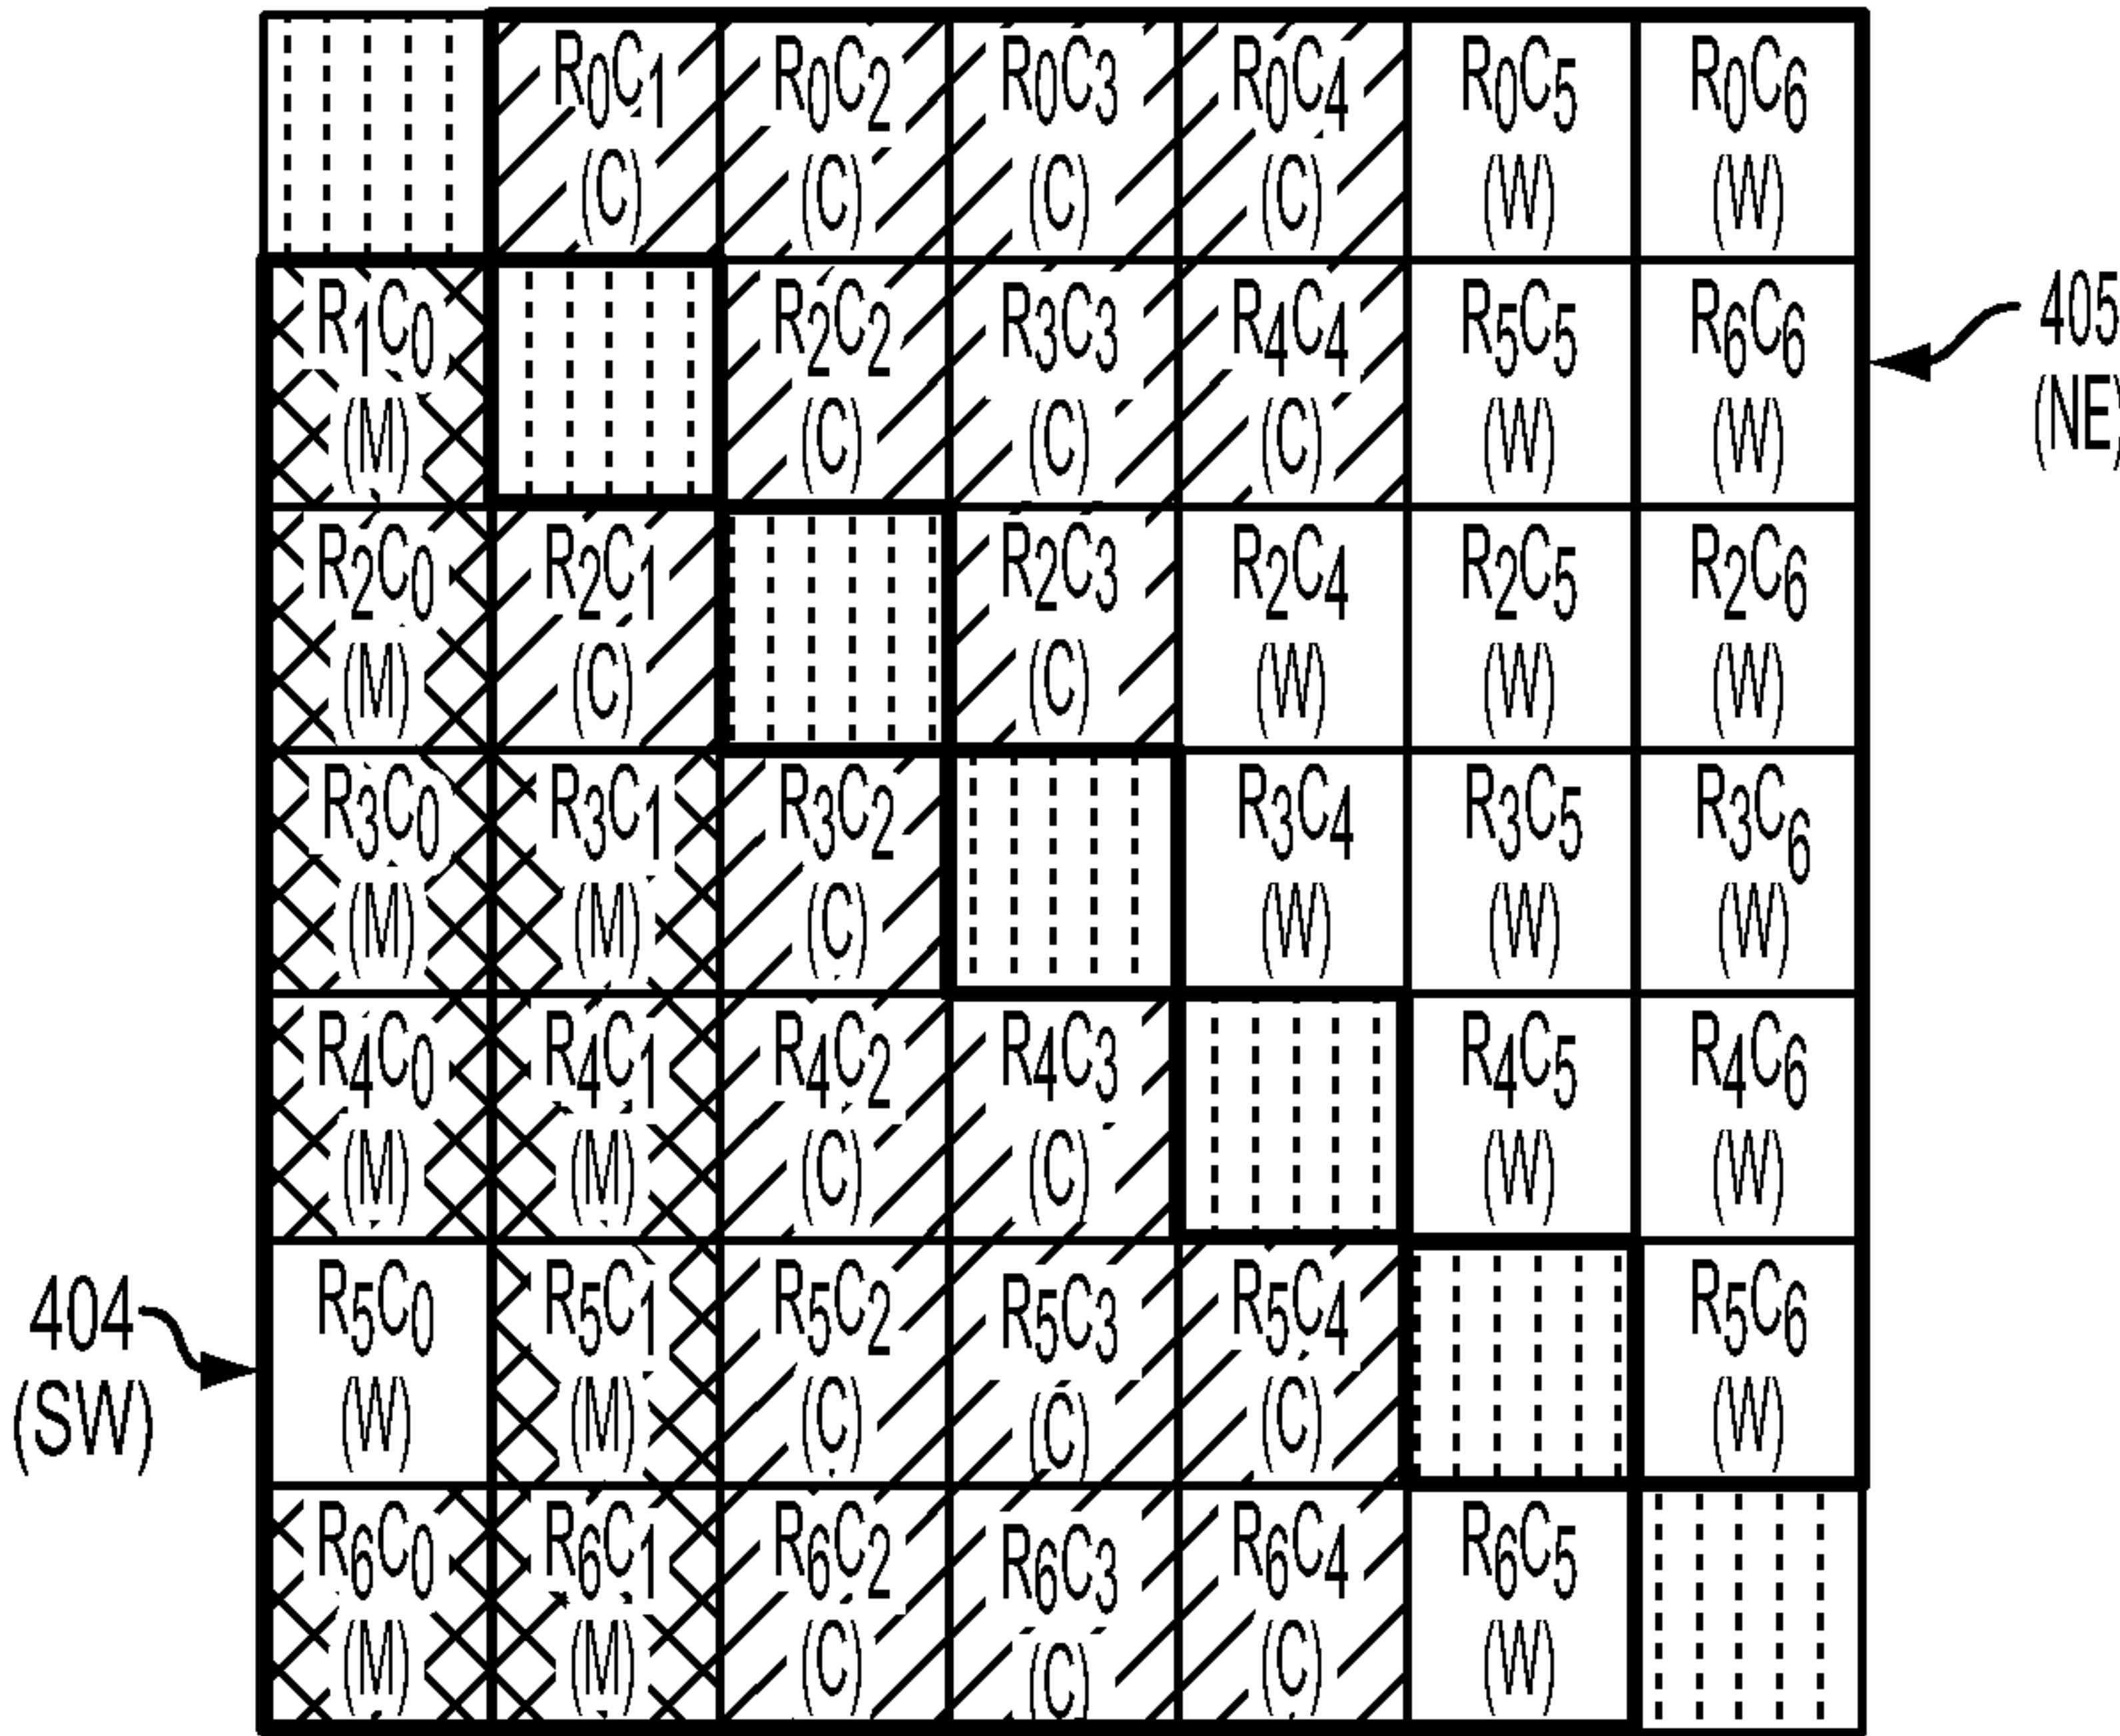 R0C1 R0C2 R0C3 R0C4 R0C5 R0C6
(C) (C) (C) (C) (W) (W)
R1C0 R2C2 R3C3 R4C4 R5C5 R6C6
(M) (C) (C) (C) (W) (W)
405
(NE)
R2C0 R2C1 R2C3 R2C4 R2C5 R2C6
(M) (C) (C) (W) (W) (W)
R3C0 R3C1 R3C2 R3C4 R3C5 R3C6
(M) (M) (C) (W) (W) (W)
R4C0 R4C1 R4C2 R4C3 R4C5 R4C6
(M) (M) (C) (C) (W) (W)
404
(SW)
R5C0 R5C1 R5C2 R5C3 R5C4 R5C6
(W) (M) (C) (C) (C) (W)
R6C0 R6C1 R6C2 R6C3 R6C4 R6C5
(M) (M) (C) (C) (C) (W)